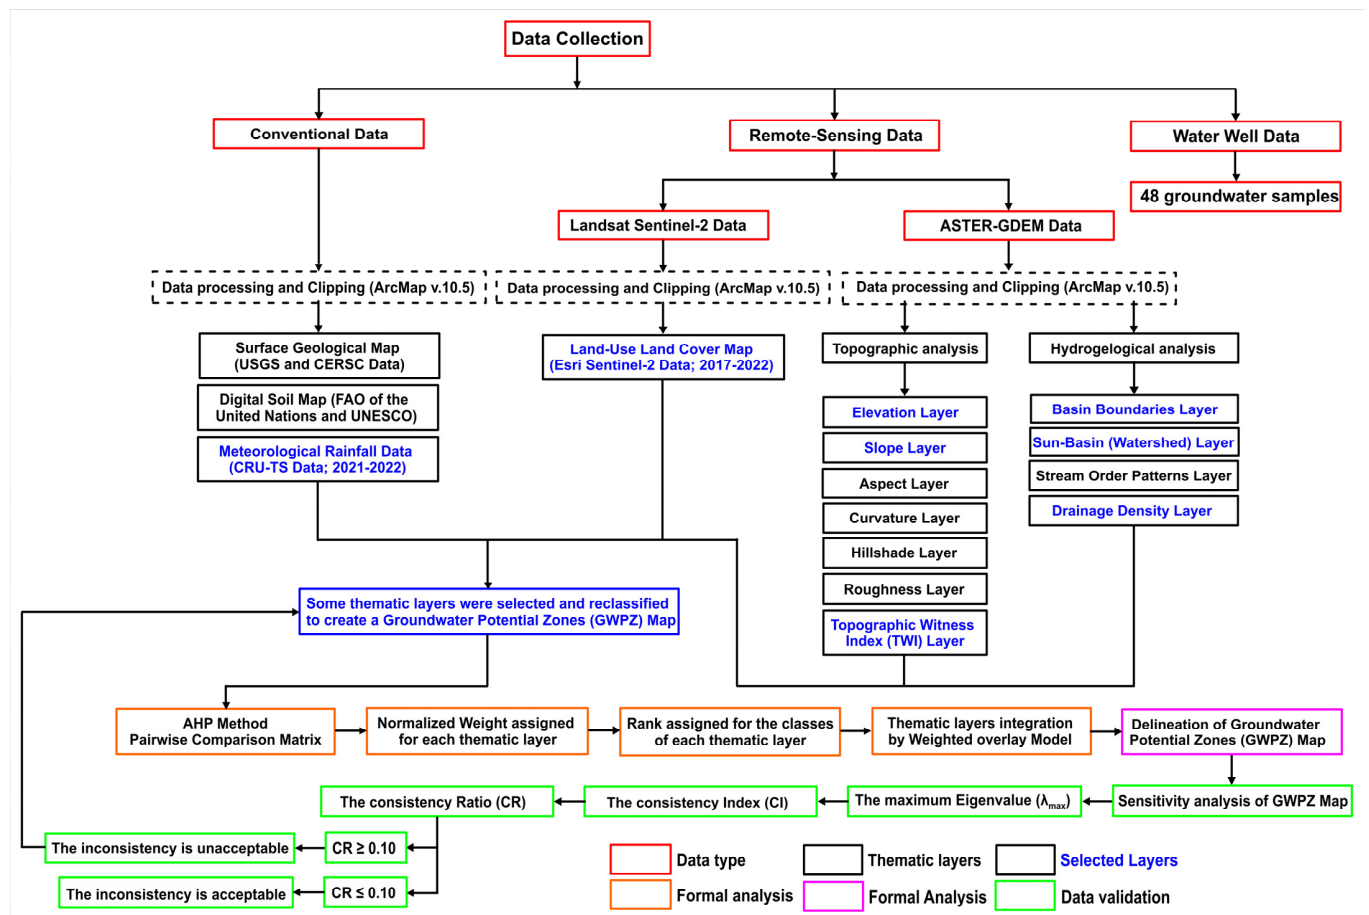 Data Collection
Conventional Data
Remote-Sensing Data
Water Well Data
48 groundwater samples
Landsat Sentinel-2 Data
ASTER-GDEM Data
Data processing and Clipping (ArcMap v.10.5)
Data processing and Clipping (ArcMap v.10.5)
Data processing and Clipping (ArcMap v.10.5)
Surface Geological Map
(USGS and CERSC Data)
Digital Soil Map (FAO of the
United Nations and UNESCO)
Meteorological Rainfall Data
(CRU-TS Data; 2021-2022)
Land-Use Land Cover Map
(Esri Sentinel-2 Data; 2017-2022)
Topographic analysis
Elevation Layer
Slope Layer
Aspect Layer
Curvature Layer
Hillshade Layer
Roughness Layer
Topographic Witness
Index (TWI) Layer
Hydrogelogical analysis
Basin Boundaries Layer
Sun-Basin (Watershed) Layer
Stream Order Patterns Layer
Drainage Density Layer
Some thematic layers were selected and reclassified
to create a Groundwater Potential Zones (GWPZ) Map
AHP Method
Pairwise Comparison Matrix
Normalized Weight assigned
for each thematic layer
Rank assigned for the classes
of each thematic layer
Thematic layers integration
by Weighted overlay Model
Delineation of Groundwater
Potential Zones (GWPZ) Map
The consistency Ratio (CR)
The consistency Index (CI)
The maximum Eigenvalue (λmax)
Sensitivity analysis of GWPZ Map
The inconsistency is unacceptable
CR ≥ 0.10
The inconsistency is acceptable
CR ≤ 0.10
Data type
Thematic layers
Selected Layers
Formal analysis
Formal Analysis
Data validation